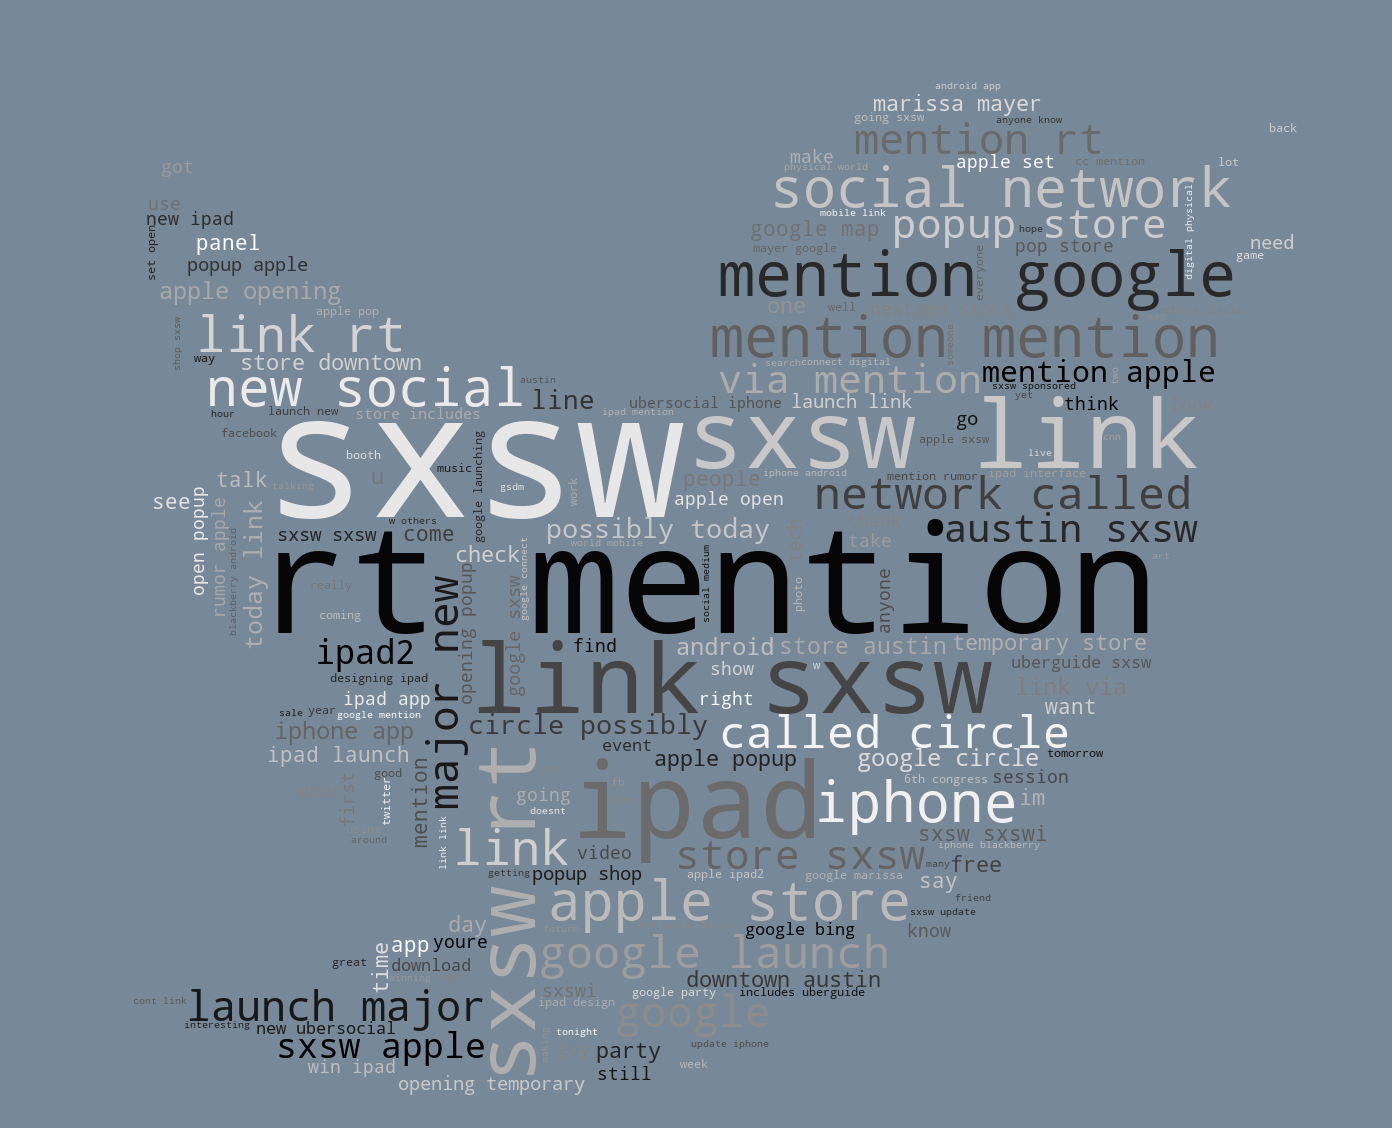 android app
marissa mayer
going sxsw
anyone know
back
mention rt
make
apple set
cc mention
lot
got
physical world
social network
use
new ipad
mobile link
popup store
digital physical
set open
panel
google map
hope
pop store
need
mayer google
everyone
game
popup apple
mention google
apple opening
one
well
apple pop
link rt
shop sxsw
mention mention
someone
way
store downtown
search
connect digital
via mention
mention apple
two
new social
austin
line
sxsw sponsored
yet
hour
launch new
store includes
ipad mention
ubersocial iphone
launch link
think
facebook
sxsw
sxsw
go
link
apple sxsw
cnn
booth
live
music
google launching
talk
talking
u
gsdm
work
people
iphone android
mention rumor
ipad interface
see
open popup
rumor apple
today link
apple open
network called
w others
sxsw sxsw
come
possibly today
tech
austin sxsw
blackberry android
check
world mobile
take
art
rt mention
google connect
social medium
really
opening popup
google sxsw
photo
anyone
coming
major new
ipad2
find
android
store austin
temporary store
link sxsw
show
w
uberguide sxsw
designing ipad
ipad app
right
link via
sale
year
google mention
want
iphone app
circle possibly
called circle
ipad launch
event
apple popup
google circle
tomorrow
good
sxsw rt
ipad
6th congress
session
first
twitter
mention
going
fb
iphone
im
doesnt
around
link link
link
video
store sxsw
sxsw sxswi
iphone blackberry
getting
popup shop
apple ipad2
google marissa
many
free
say
apple store
friend
sxsw update
day
future
google bing
know
time
app
youre
great
download
google launch
winning
downtown austin
cont link
sxswi
google party
includes uberguide
launch major
ipad design
google
interesting
new ubersocial
tonight
sxsw apple
making
party
update iphone
win ipad
week
still
opening temporary